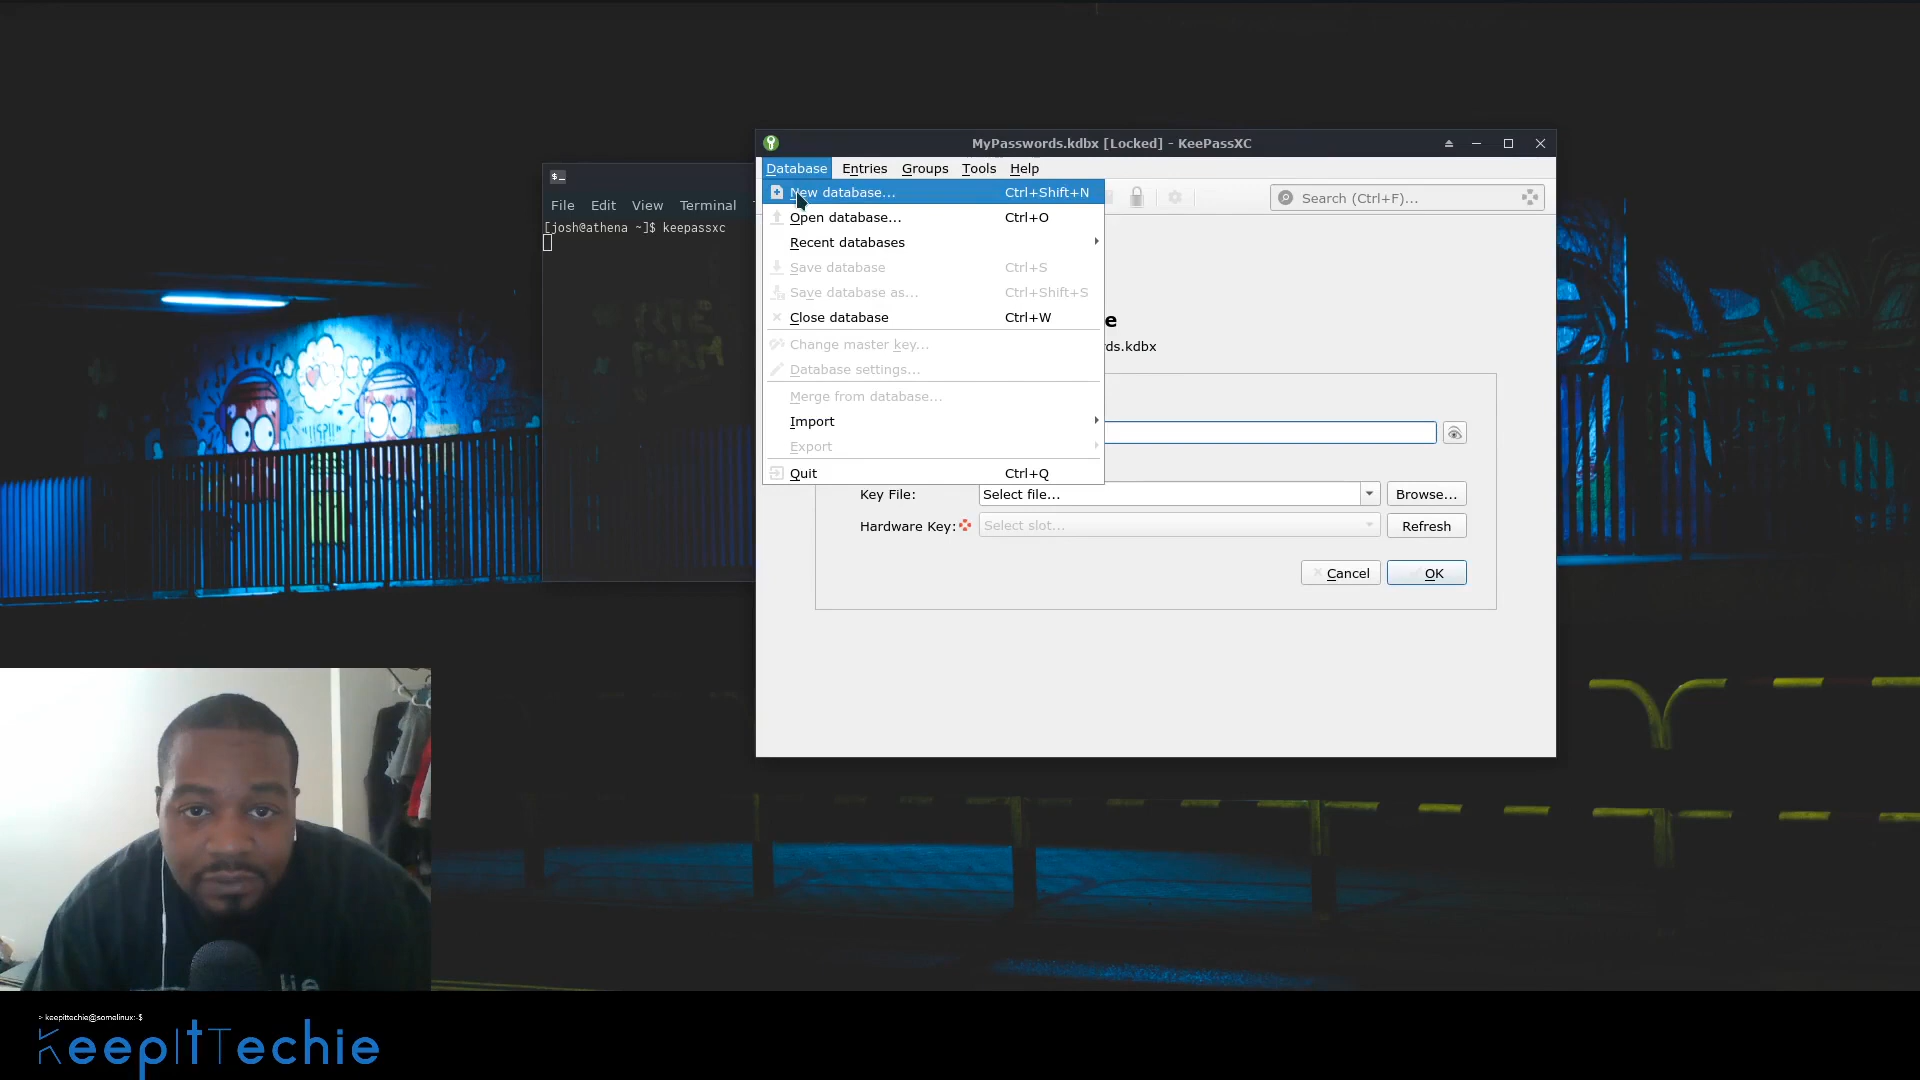 MyPasswords.kdbx [Locked] - KeePassXC
Database Entries Groups Tools Help
New database... Ctrl+Shift+N
Open database... Ctrl+O
Recent databases
Save database Ctrl+S
Save database as... Ctrl+Shift+S
Close database Ctrl+W
Change master key...
Database settings...
Merge from database...
Import
Export
Quit Ctrl+Q
Search (Ctrl+F)...
e
ds.kdbx
Key File: Select file... Browse...
Hardware Key: Select slot... Refresh
Cancel OK
$_
File Edit View Terminal
[josh@athena ~]$ keepassxc
> keepittechie@somelinux:~$
KeepItTechie